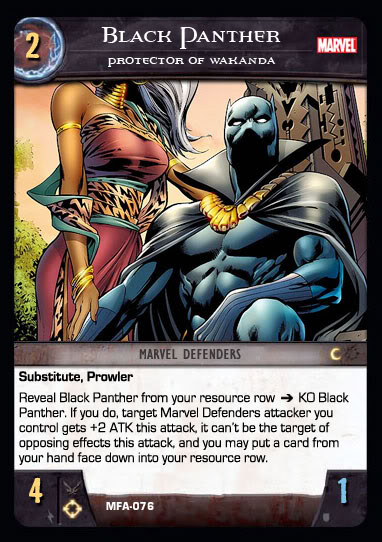 2
BLACK PANTHER
PROTECTOR OF WAKANDA
MARVEL
MARVEL DEFENDERS
C
Substitute, Prowler
Reveal Black Panther from your resource row ➔ KO Black
Panther. If you do, target Marvel Defenders attacker you
control gets +2 ATK this attack, it can't be the target of
opposing effects this attack, and you may put a card from
your hand face down into your resource row.
4
MFA-076
1